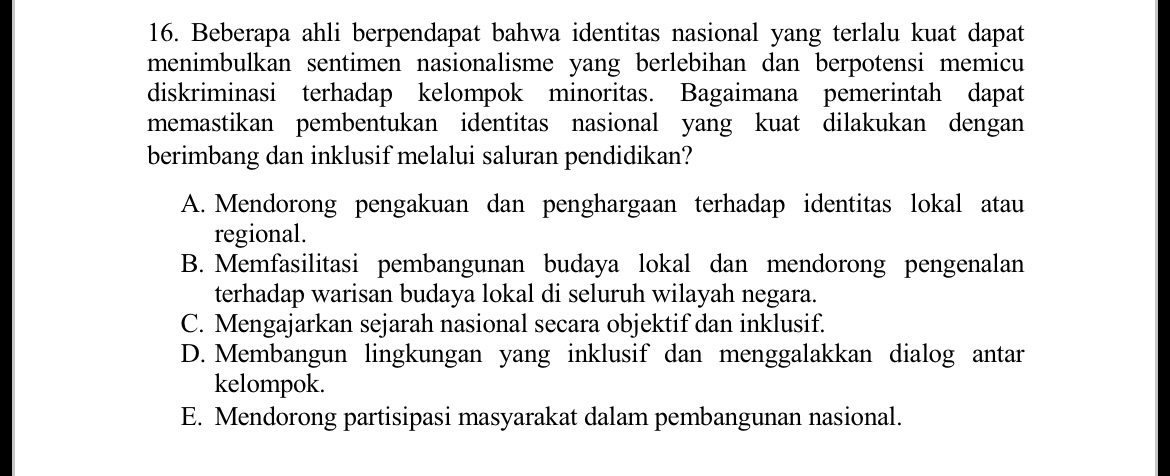 16. Beberapa ahli berpendapat bahwa identitas nasional yang terlalu kuat dapat
menimbulkan sentimen nasionalisme yang berlebihan dan berpotensi memicu
diskriminasi terhadap kelompok minoritas. Bagaimana pemerintah dapat
memastikan pembentukan identitas nasional yang kuat dilakukan dengan
berimbang dan inklusif melalui saluran pendidikan?
A. Mendorong pengakuan dan penghargaan terhadap identitas lokal atau
regional.
B. Memfasilitasi pembangunan budaya lokal dan mendorong pengenalan
terhadap warisan budaya lokal di seluruh wilayah negara.
C. Mengajarkan sejarah nasional secara objektif dan inklusif.
D. Membangun lingkungan yang inklusif dan menggalakkan dialog antar
kelompok.
E. Mendorong partisipasi masyarakat dalam pembangunan nasional.